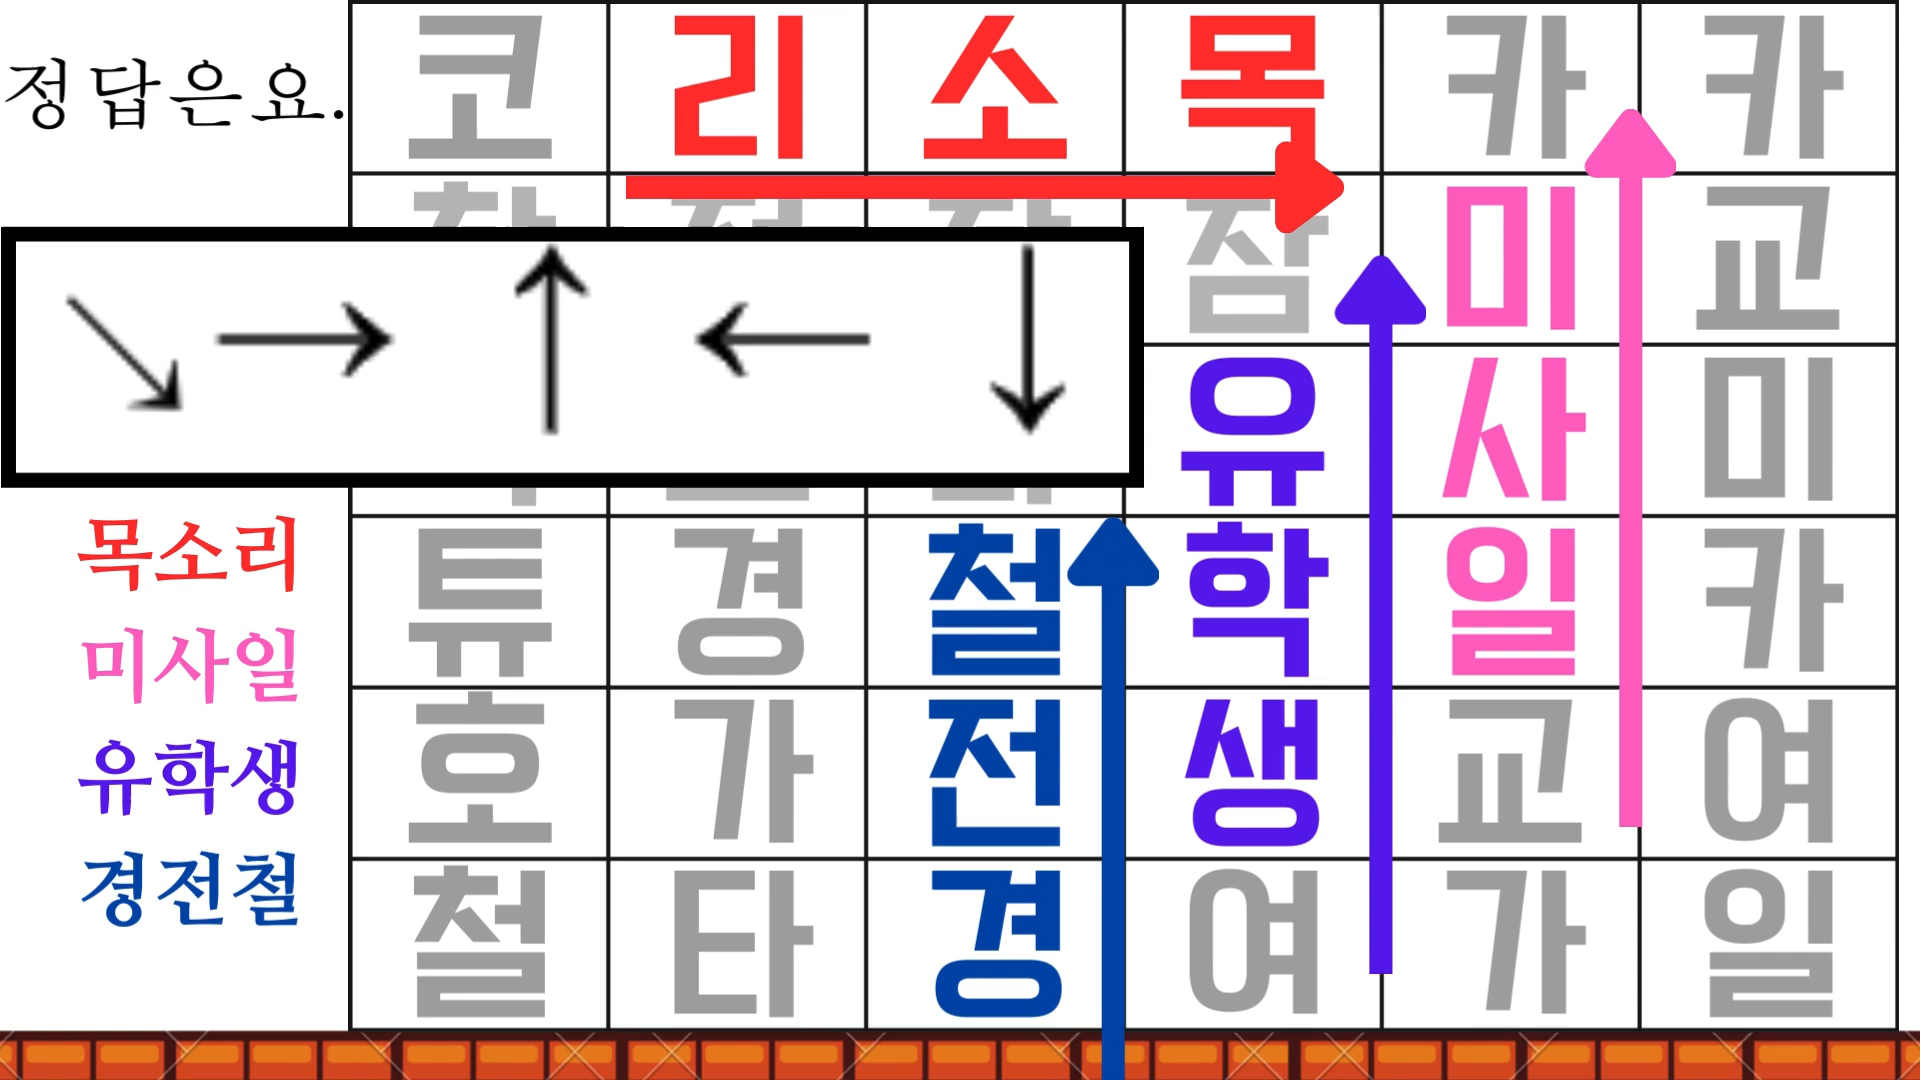 정답은요.
코 리 소 목 카 카
잠 미 교
유 사 미
튜 경 철 학 일 카
호 가 전 생 교 여
철 타 경 여 가 일
목소리
미사일
유학생
경전철